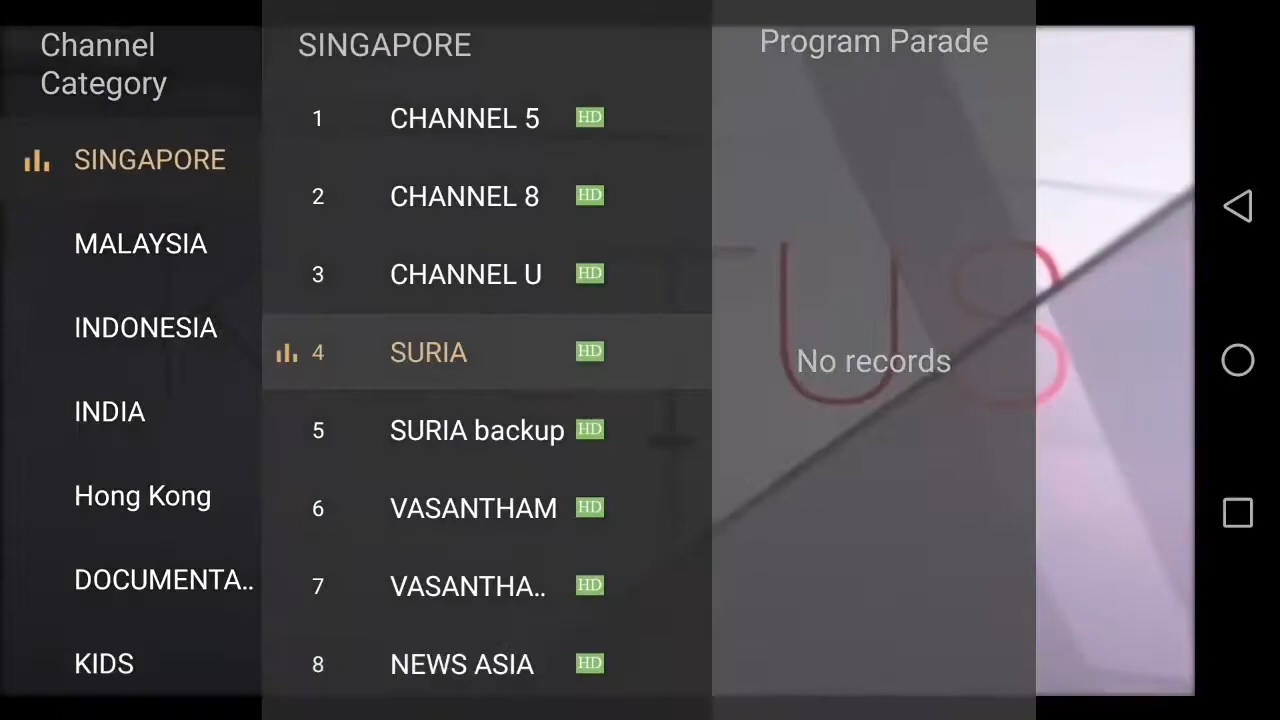 Channel
Category
SINGAPORE
MALAYSIA
INDONESIA
INDIA
Hong Kong
DOCUMENTA..
KIDS
SINGAPORE
1 CHANNEL 5 HD
2 CHANNEL 8 HD
3 CHANNEL U HD
4 SURIA HD
5 SURIA backup HD
6 VASANTHAM HD
7 VASANTHA.. HD
8 NEWS ASIA HD
Program Parade
No records
US